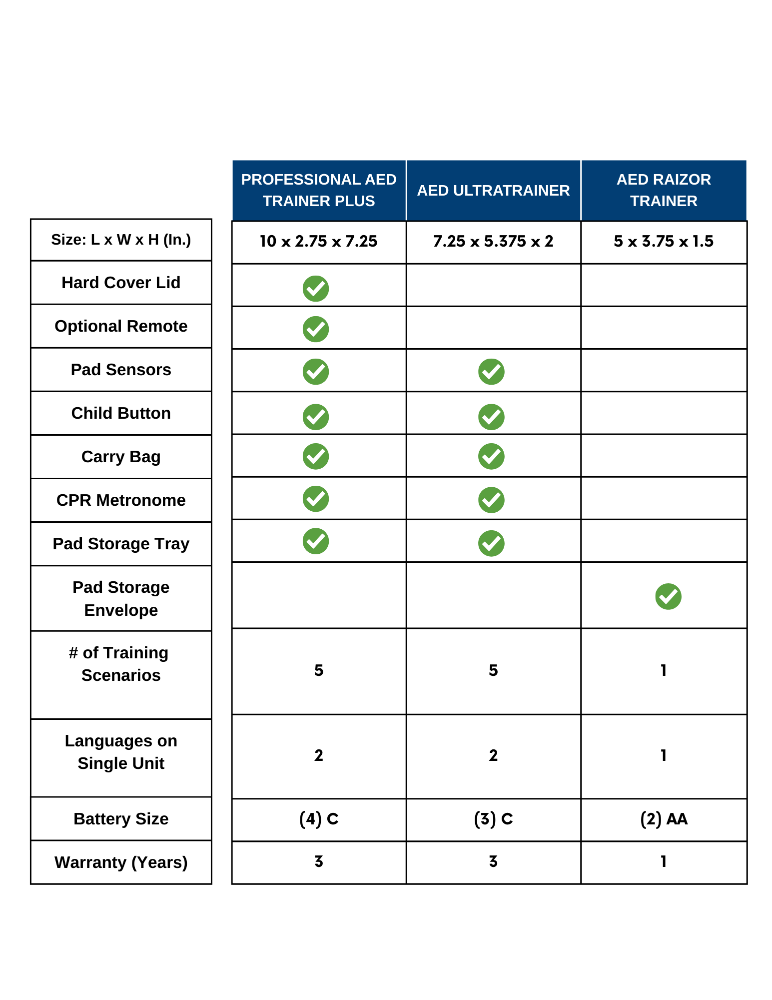 PROFESSIONAL AED
TRAINER PLUS
AED ULTRATRAINER
AED RAIZOR
TRAINER
Size: L x W x H (In.)
10 x 2.75 x 7.25
7.25 x 5.375 x 2
5 x 3.75 x 1.5
Hard Cover Lid
Optional Remote
Pad Sensors
Child Button
Carry Bag
CPR Metronome
Pad Storage Tray
Pad Storage
Envelope
# of Training
Scenarios
5
5
1
Languages on
Single Unit
2
2
1
Battery Size
(4) C
(3) C
(2) AA
Warranty (Years)
3
3
1